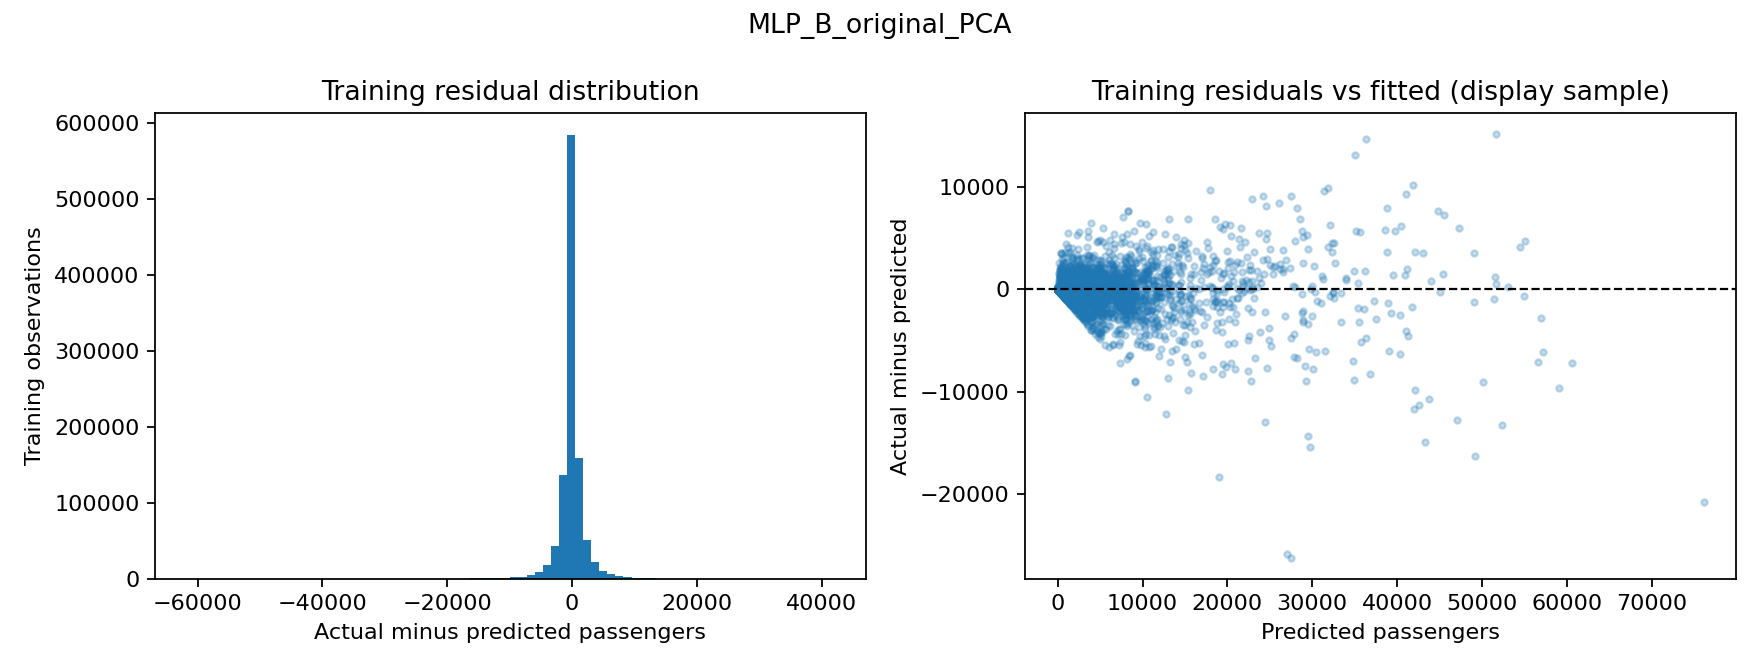 MLP_B_original_PCA
Training residual distribution
600000
500000
400000
300000
200000
100000
0
Training observations
−60000 −40000 −20000 0 20000 40000
Actual minus predicted passengers
Training residuals vs fitted (display sample)
10000
0
−10000
−20000
Actual minus predicted
0 10000 20000 30000 40000 50000 60000 70000
Predicted passengers